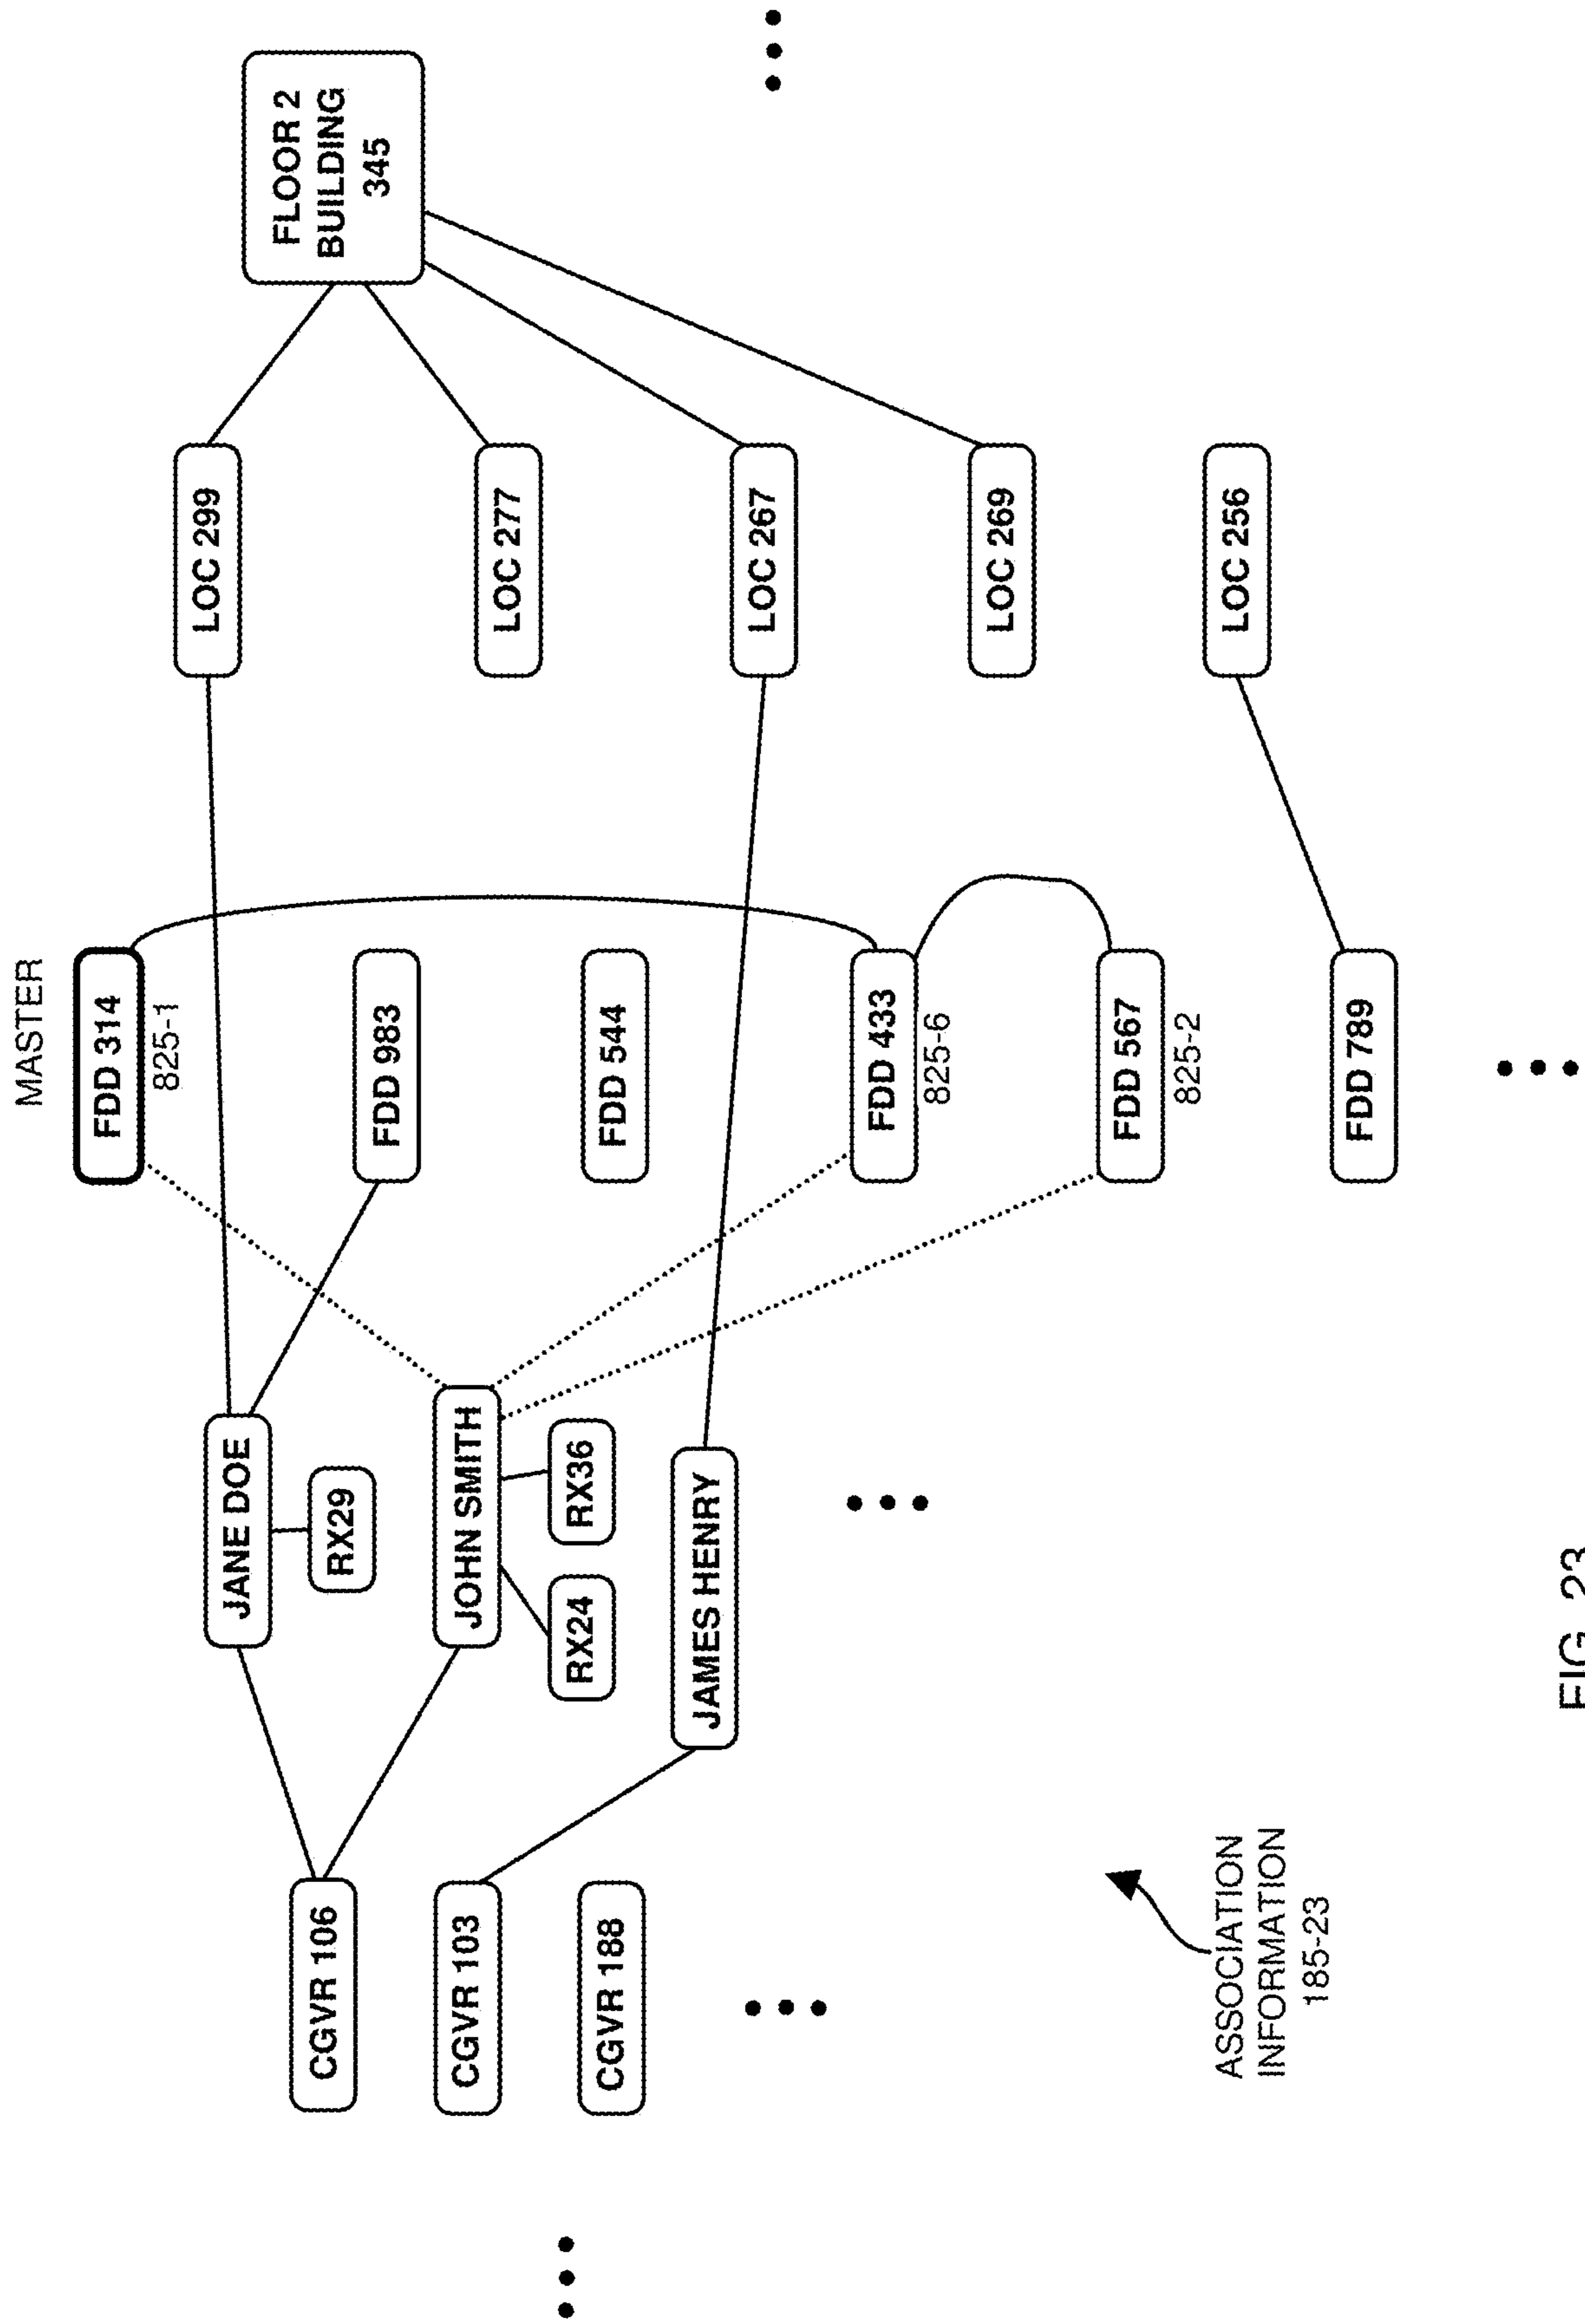 MASTER
FDD 314
825-1
FDD 983
FDD 544
FDD 433
825-6
FDD 567
825-2
FDD 789
CGVR 106
CGVR 103
CGVR 188
JANE DOE
RX29
JOHN SMITH
RX24
RX36
JAMES HENRY
LOC 299
LOC 277
LOC 267
LOC 269
LOC 256
FLOOR 2
BUILDING
345
ASSOCIATION
INFORMATION
185-23
FIG. 23